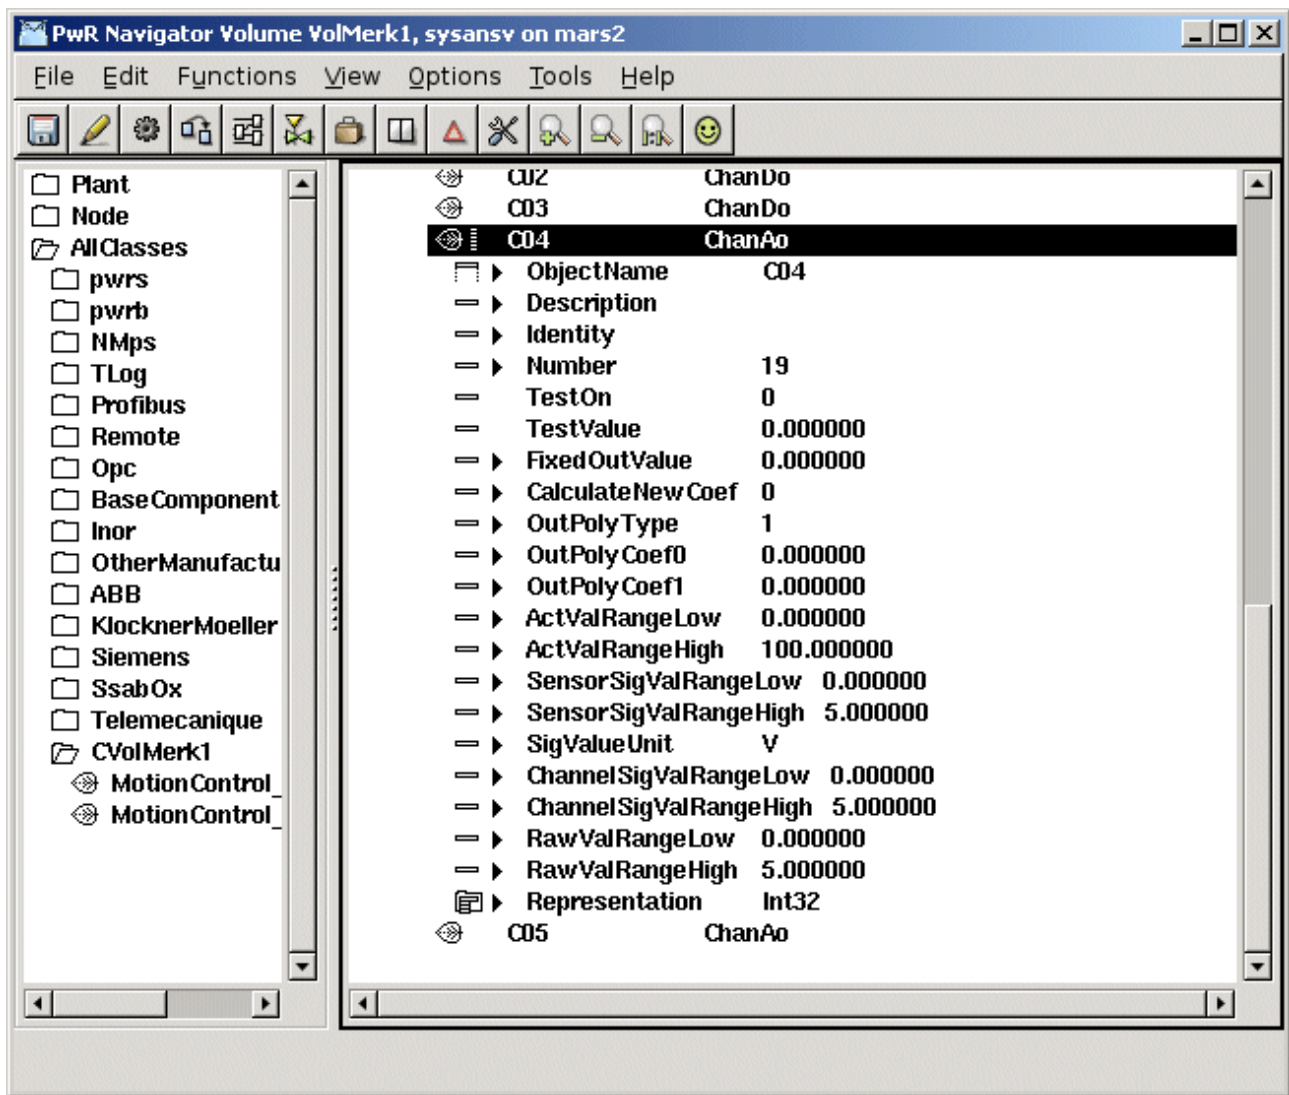 PwR Navigator Volume VolMerk1, sysansv on mars2
File Edit Functions View Options Tools Help
Plant
Node
AllClasses
pwrs
pwrb
NMps
TLog
Profibus
Remote
Opc
BaseComponent
Inor
OtherManufactu
ABB
KlocknerMoeller
Siemens
SsabOx
Telemecanique
CVolMerk1
MotionControl_
MotionControl_
C02 ChanDo
C03 ChanDo
C04 ChanAo
ObjectName C04
Description
Identity
Number 19
TestOn 0
TestValue 0.000000
FixedOutValue 0.000000
CalculateNewCoef 0
OutPolyType 1
OutPolyCoef0 0.000000
OutPolyCoef1 0.000000
ActValRangeLow 0.000000
ActValRangeHigh 100.000000
SensorSigValRangeLow 0.000000
SensorSigValRangeHigh 5.000000
SigValueUnit V
ChannelSigValRangeLow 0.000000
ChannelSigValRangeHigh 5.000000
RawValRangeLow 0.000000
RawValRangeHigh 5.000000
Representation Int32
C05 ChanAo